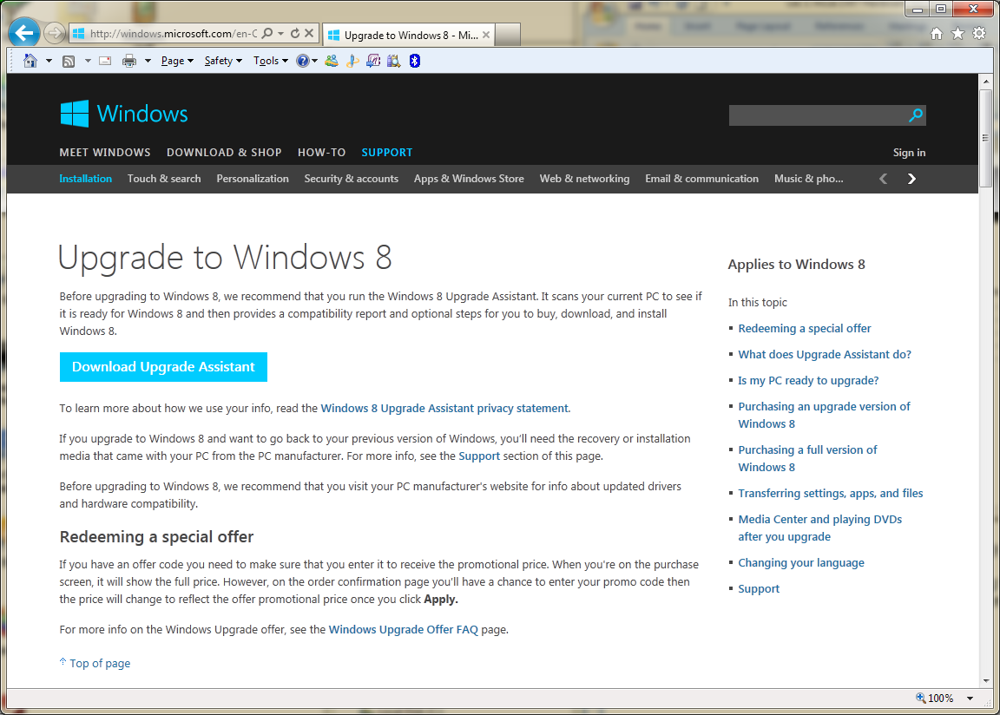 http://windows.microsoft.com/en-C
Upgrade to Windows 8 - Mi...
Page
Safety
Tools
Windows
MEET WINDOWS
DOWNLOAD & SHOP
HOW-TO
SUPPORT
Sign in
Installation
Touch & search
Personalization
Security & accounts
Apps & Windows Store
Web & networking
Email & communication
Music & pho...
Upgrade to Windows 8
Before upgrading to Windows 8, we recommend that you run the Windows 8 Upgrade Assistant. It scans your current PC to see if
it is ready for Windows 8 and then provides a compatibility report and optional steps for you to buy, download, and install
Windows 8.
Download Upgrade Assistant
To learn more about how we use your info, read the Windows 8 Upgrade Assistant privacy statement.
If you upgrade to Windows 8 and want to go back to your previous version of Windows, you'll need the recovery or installation
media that came with your PC from the PC manufacturer. For more info, see the Support section of this page.
Before upgrading to Windows 8, we recommend that you visit your PC manufacturer's website for info about updated drivers
and hardware compatibility.
Redeeming a special offer
If you have an offer code you need to make sure that you enter it to receive the promotional price. When you're on the purchase
screen, it will show the full price. However, on the order confirmation page you'll have a chance to enter your promo code then
the price will change to reflect the offer promotional price once you click Apply.
For more info on the Windows Upgrade offer, see the Windows Upgrade Offer FAQ page.
Top of page
Applies to Windows 8
In this topic
Redeeming a special offer
What does Upgrade Assistant do?
Is my PC ready to upgrade?
Purchasing an upgrade version of
Windows 8
Purchasing a full version of
Windows 8
Transferring settings, apps, and files
Media Center and playing DVDs
after you upgrade
Changing your language
Support
100%